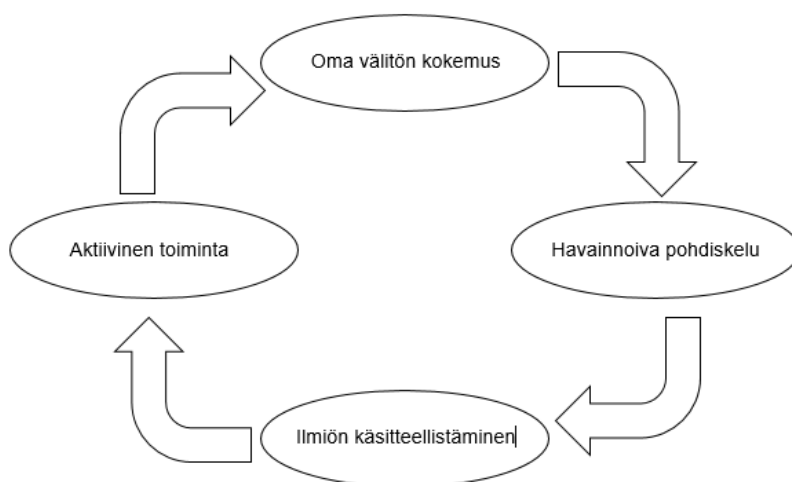 Oma välitön kokemus
Aktiivinen toiminta
Havainnoiva pohdiskelu
Ilmiön käsitteellistäminen